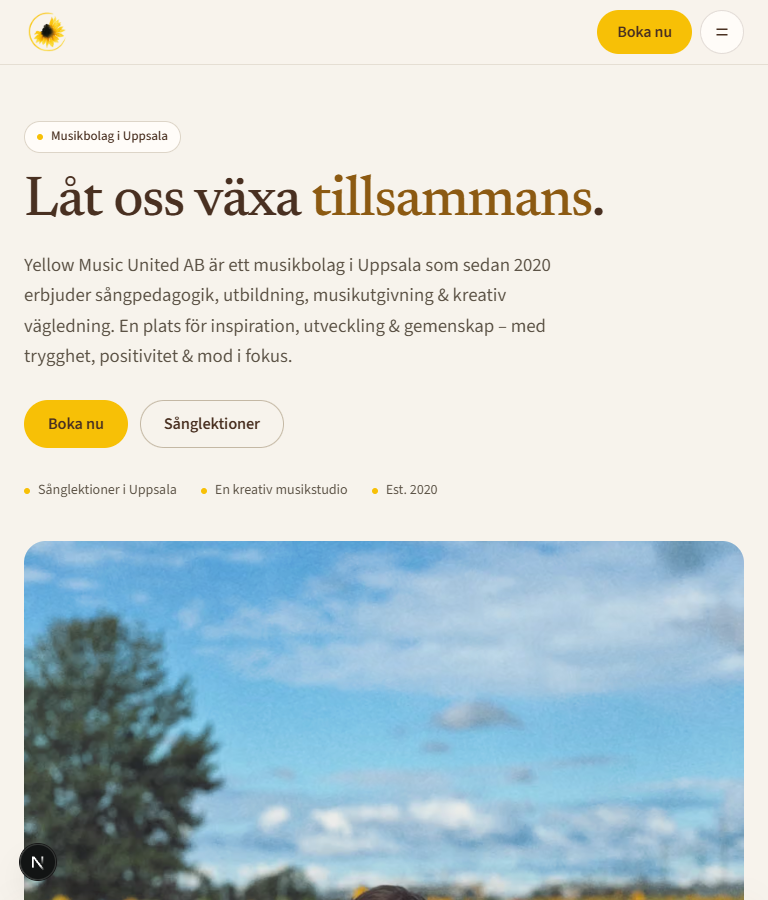 Boka nu
Musikbolag i Uppsala
Låt oss växa tillsammans.
Yellow Music United AB är ett musikbolag i Uppsala som sedan 2020
erbjuder sångpedagogik, utbildning, musikutgivning & kreativ
vägledning. En plats för inspiration, utveckling & gemenskap – med
trygghet, positivitet & mod i fokus.
Boka nu
Sånglektioner
Sånglektioner i Uppsala
En kreativ musikstudio
Est. 2020
N